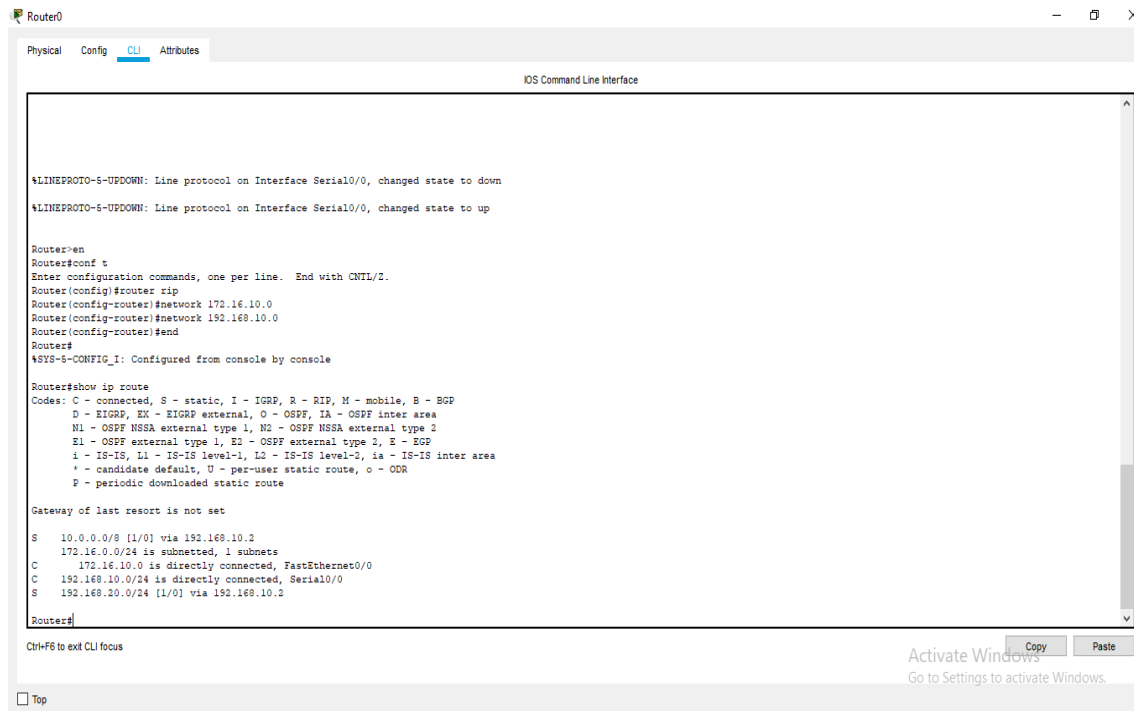 Router0
Physical Config CLI Attributes
IOS Command Line Interface
%LINEPROTO-5-UPDOWN: Line protocol on Interface Serial0/0, changed state to down
%LINEPROTO-5-UPDOWN: Line protocol on Interface Serial0/0, changed state to up
Router>en
Router#conf t
Enter configuration commands, one per line.  End with CNTL/Z.
Router(config)#router rip
Router(config-router)#network 172.16.10.0
Router(config-router)#network 192.168.10.0
Router(config-router)#end
Router#
%SYS-5-CONFIG_I: Configured from console by console
Router#show ip route
Codes: C - connected, S - static, I - IGRP, R - RIP, M - mobile, B - BGP
       D - EIGRP, EX - EIGRP external, O - OSPF, IA - OSPF inter area
       N1 - OSPF NSSA external type 1, N2 - OSPF NSSA external type 2
       E1 - OSPF external type 1, E2 - OSPF external type 2, E - EGP
       i - IS-IS, L1 - IS-IS level-1, L2 - IS-IS level-2, ia - IS-IS inter area
       * - candidate default, U - per-user static route, o - ODR
       P - periodic downloaded static route
Gateway of last resort is not set
S    10.0.0.0/8 [1/0] via 192.168.10.2
     172.16.0.0/24 is subnetted, 1 subnets
C       172.16.10.0 is directly connected, FastEthernet0/0
C    192.168.10.0/24 is directly connected, Serial0/0
S    192.168.20.0/24 [1/0] via 192.168.10.2
Router#
Ctrl+F6 to exit CLI focus
Copy Paste
Activate Windows
Go to Settings to activate Windows.
Top